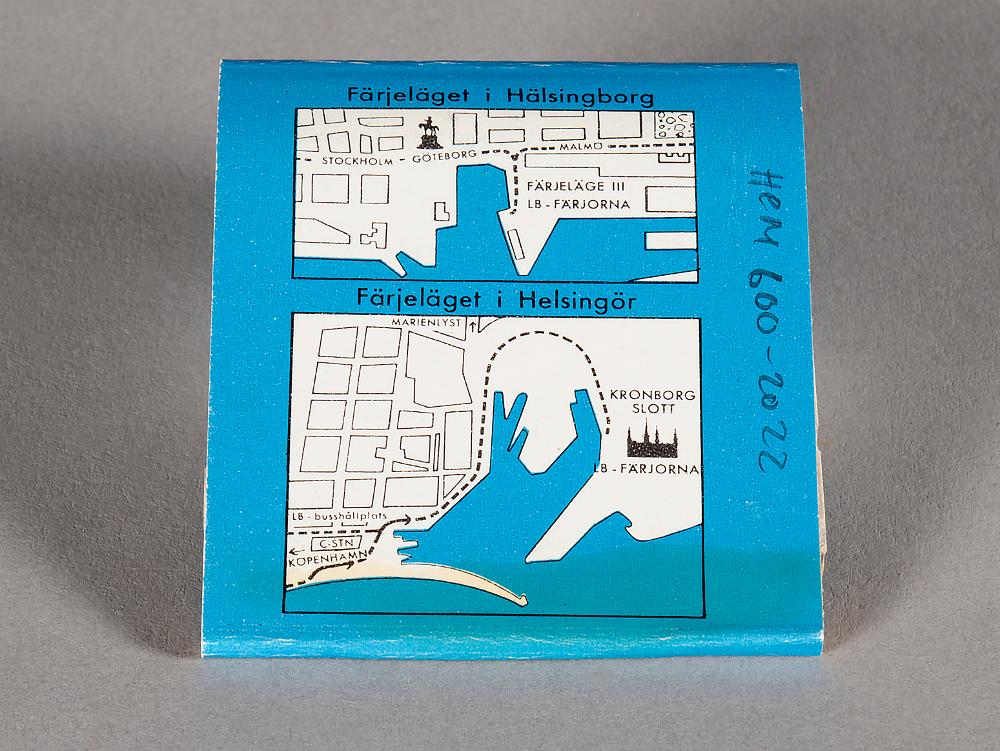 Färjeläget i Hälsingborg
STOCKHOLM - GÖTEBORG
MALMÖ
FÄRJELÄGE III
LB - FÄRJORNA
Färjeläget i Helsingör
MARIENLYST
KRONBORG
SLOTT
LB - FÄRJORNA
LB - busshållplats
C-STN
KÖPENHAMN
HEM 600-2022